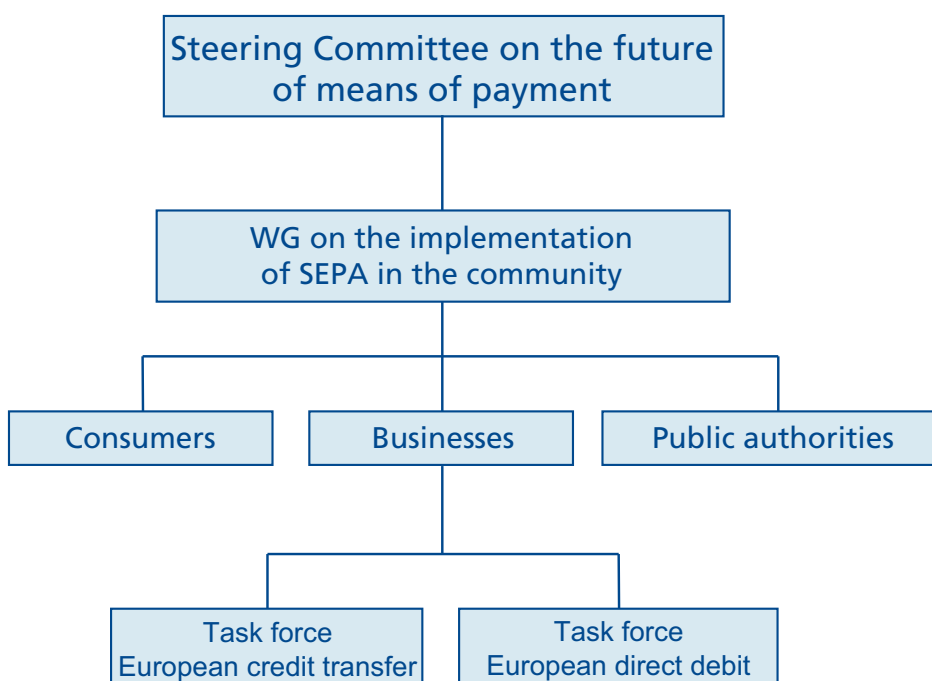 Steering Committee on the future
of means of payment
WG on the implementation
of SEPA in the community
Consumers
Businesses
Public authorities
Task force
European credit transfer
Task force
European direct debit